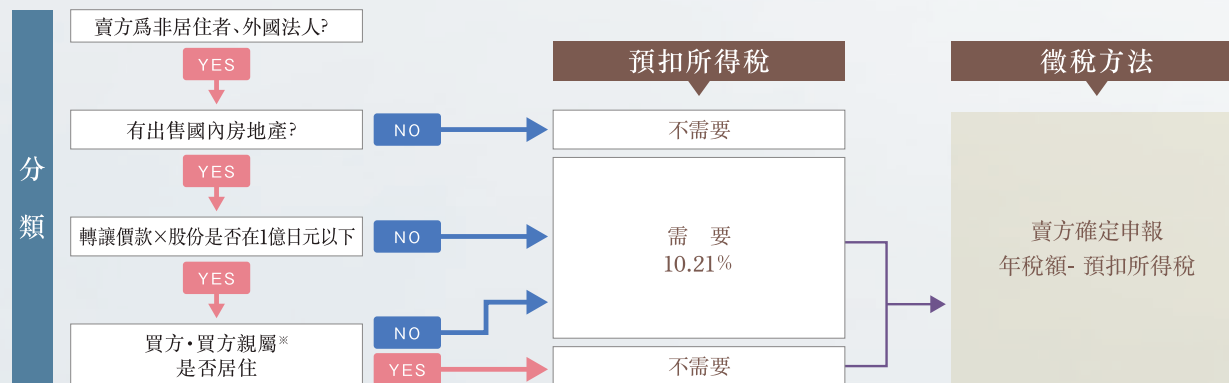 分類
賣方爲非居住者、外國法人?
YES
有出售國內房地產?
NO
YES
轉讓價款×股份是否在1億日元以下
NO
YES
買方・買方親屬※
是否居住
NO
YES
預扣所得稅
不需要
需 要
10.21%
不需要
徵稅方法
賣方確定申報
年稅額- 預扣所得稅